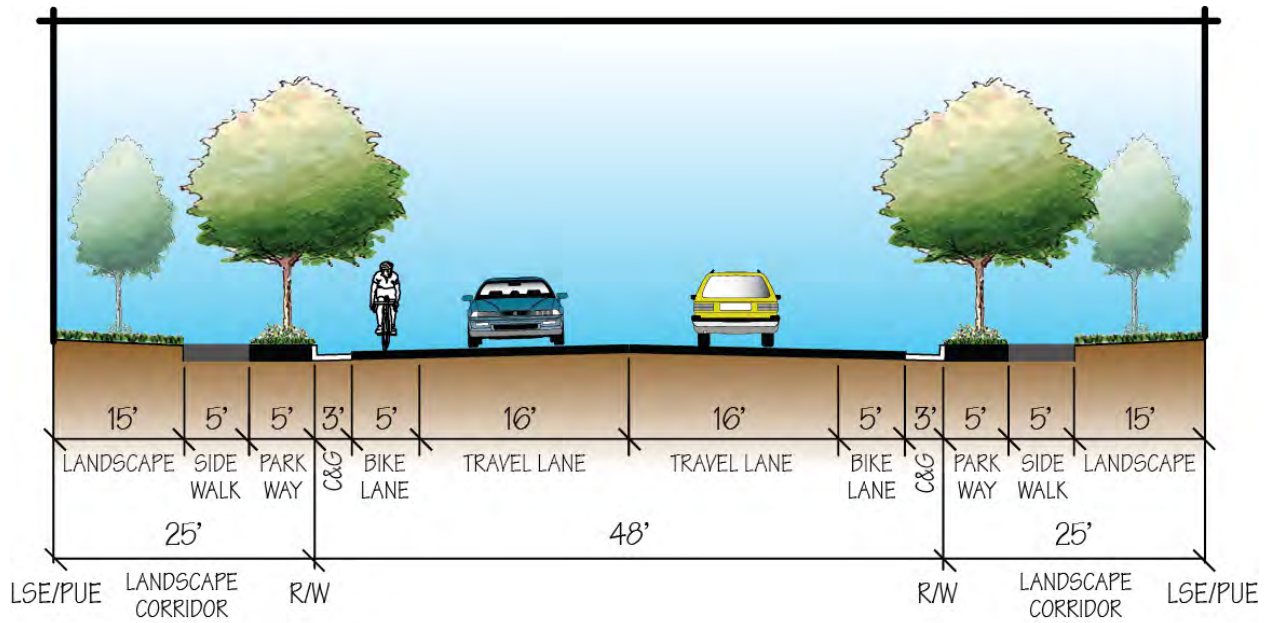 15' 5' 5' 3' 5' 16' 16' 5' 3' 5' 5' 15'
LANDSCAPE SIDE PARK C&G BIKE TRAVEL LANE TRAVEL LANE BIKE C&G PARK SIDE LANDSCAPE
WALK WAY LANE LANE WAY WALK
25' 48' 25'
LSE/PUE LANDSCAPE R/W R/W LANDSCAPE LSE/PUE
CORRIDOR CORRIDOR